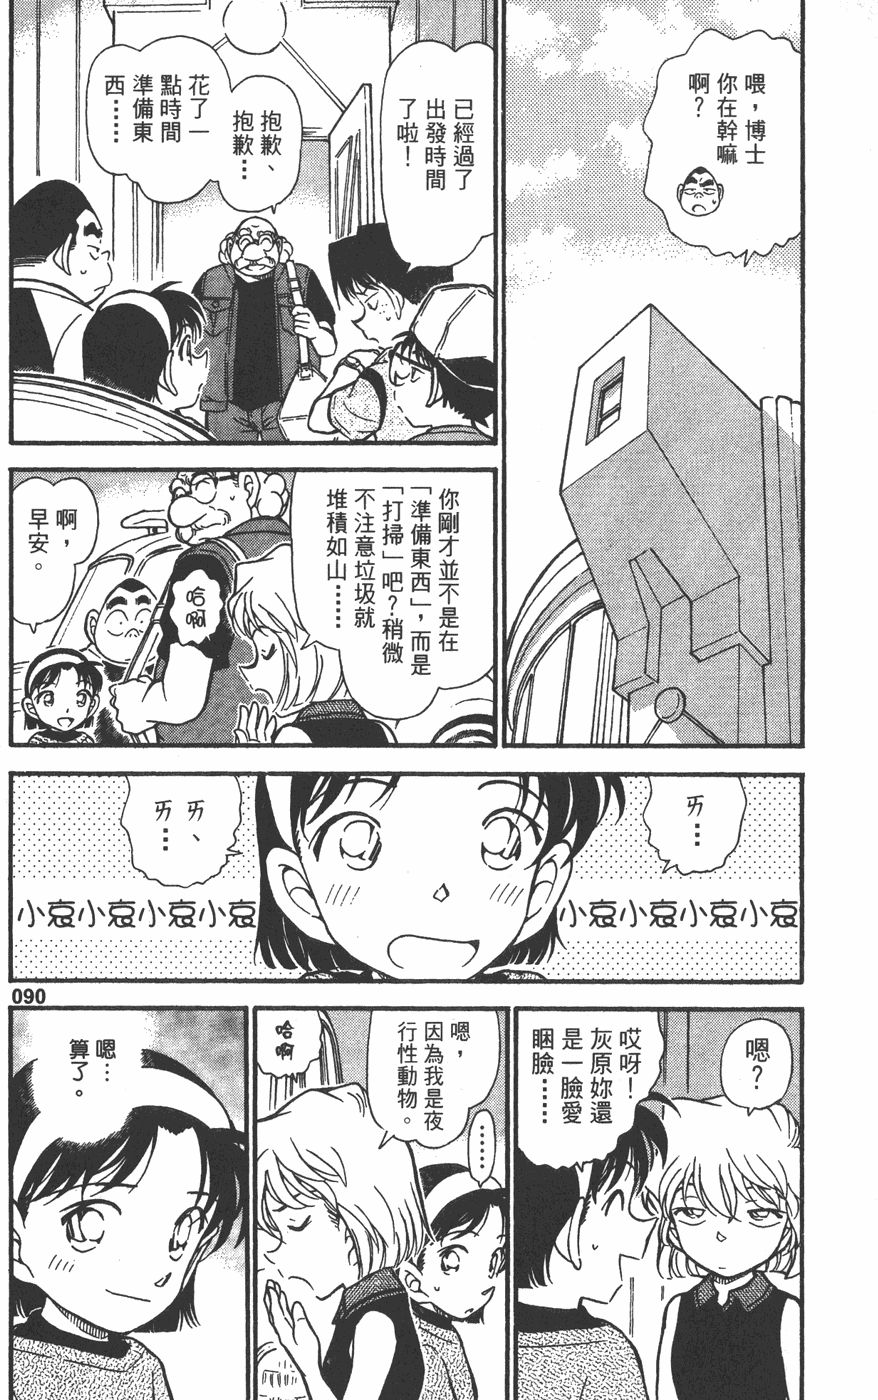 喂，博士
你在幹嘛
啊？
已經過了
出發時間
了啦！
抱歉、
抱歉…
花了一
點時間
準備東
西……
你剛才並不是在
「準備東西」，而是
「打掃」吧？稍微
不注意垃圾就
堆積如山……
哈啊
啊，
早安。
ㄞ…
ㄞ、
ㄞ…
小哀小哀小哀小哀
小哀小哀小哀小哀
090
嗯？
哎呀！
灰原妳還
是一臉愛
睏臉……
嗯，
因為我是夜
行性動物。
……
哈啊
嗯…
算了。